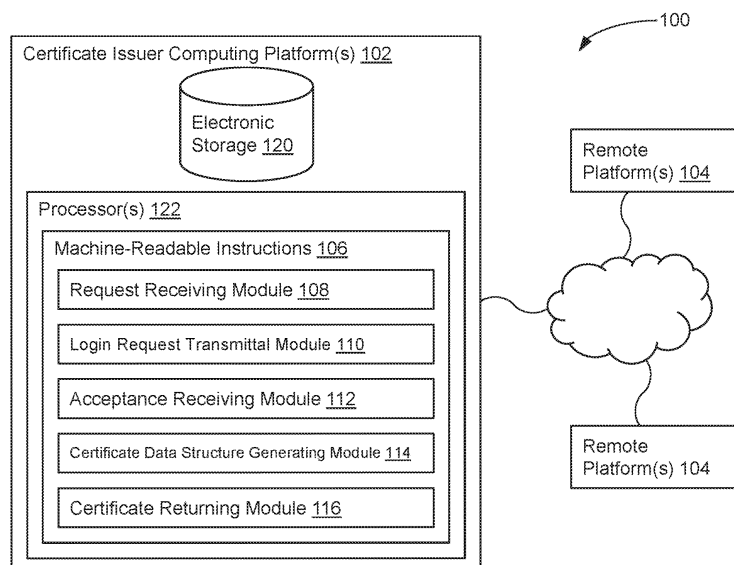 100
Certificate Issuer Computing Platform(s) 102
Electronic
Storage 120
Remote
Platform(s) 104
Processor(s) 122
Machine-Readable Instructions 106
Request Receiving Module 108
Login Request Transmittal Module 110
Acceptance Receiving Module 112
Certificate Data Structure Generating Module 114
Certificate Returning Module 116
Remote
Platform(s) 104